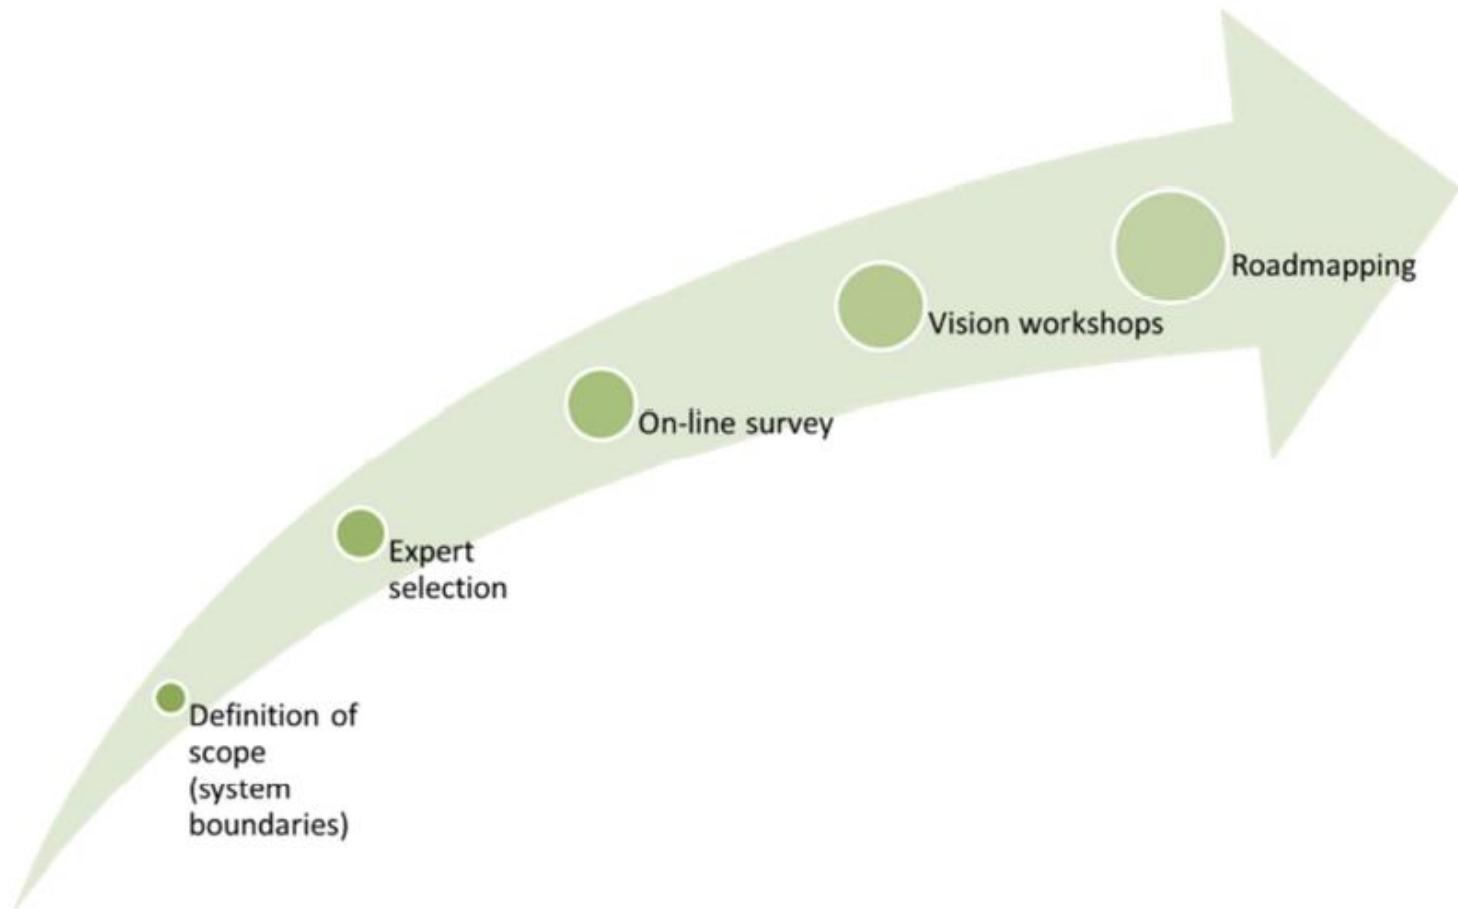 Roadmapping
Vision workshops
On-line survey
Expert
selection
Definition of
scope
(system
boundaries)